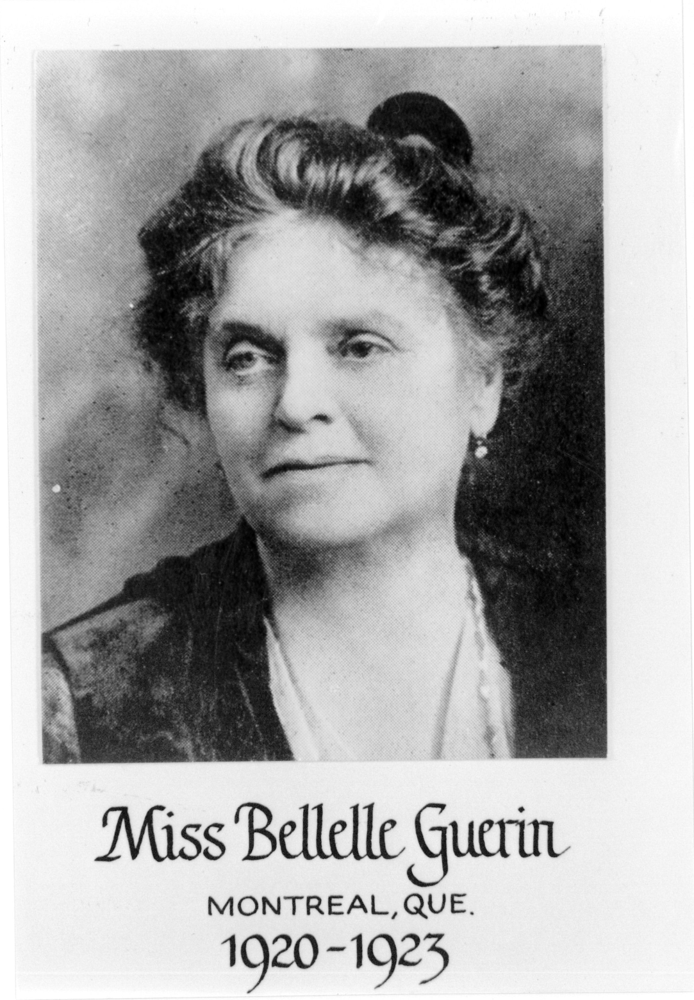 Miss Bellelle Guerin
MONTREAL, QUE.
1920-1923